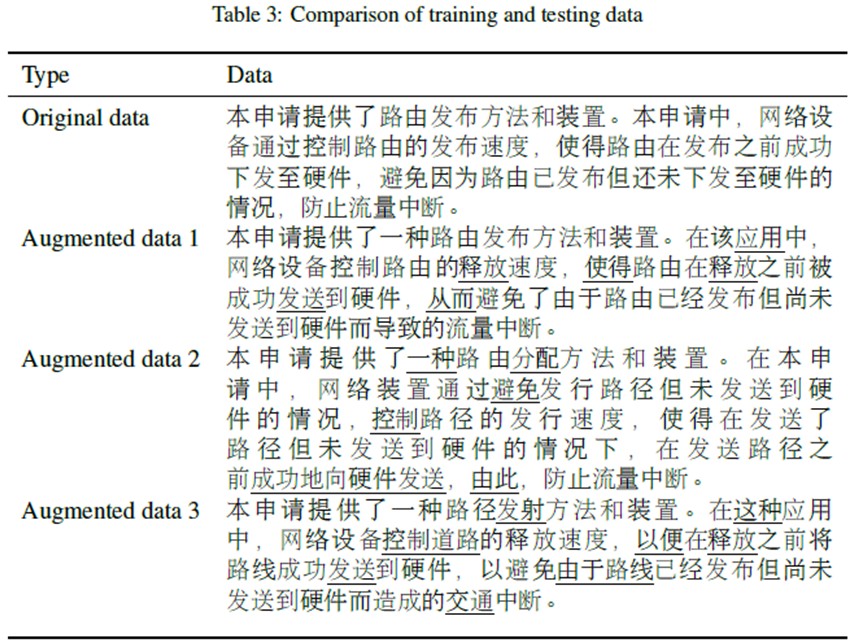 Table 3: Comparison of training and testing data
Type Data
Original data 本申请提供了路由发布方法和装置。本申请中，网络设
备通过控制路由的发布速度，使得路由在发布之前成功
下发至硬件，避免因为路由已发布但还未下发至硬件的
情况，防止流量中断。
Augmented data 1 本申请提供了一种路由发布方法和装置。在该应用中，
网络设备控制路由的释放速度，使得路由在释放之前被
成功发送到硬件，从而避免了由于路由已经发布但尚未
发送到硬件而导致的流量中断。
Augmented data 2 本申请提供了一种路由分配方法和装置。在本申
请中，网络装置通过避免发行路径但未发送到硬
件的情况，控制路径的发行速度，使得在发送了
路径但未发送到硬件的情况下，在发送路径之
前成功地向硬件发送，由此，防止流量中断。
Augmented data 3 本申请提供了一种路径发射方法和装置。在这种应用
中，网络设备控制道路的释放速度，以便在释放之前将
路线成功发送到硬件，以避免由于路线已经发布但尚未
发送到硬件而造成的交通中断。